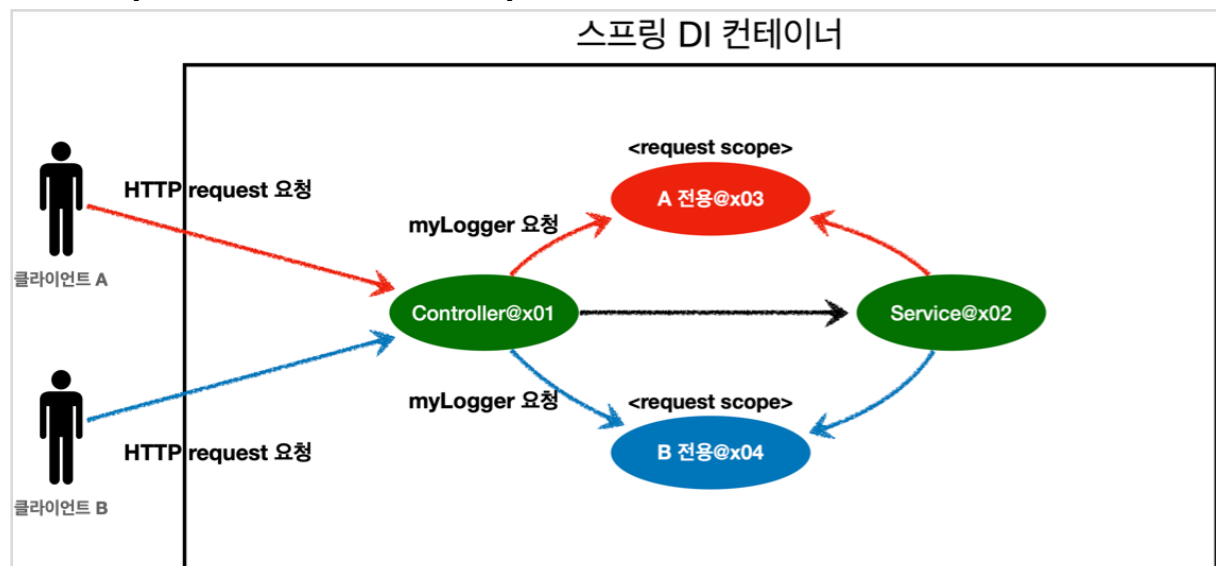 스프링 DI 컨테이너
<request scope>
HTTP request 요청
A 전용@x03
myLogger 요청
클라이언트 A
Controller@x01
Service@x02
myLogger 요청
<request scope>
HTTP request 요청
B 전용@x04
클라이언트 B